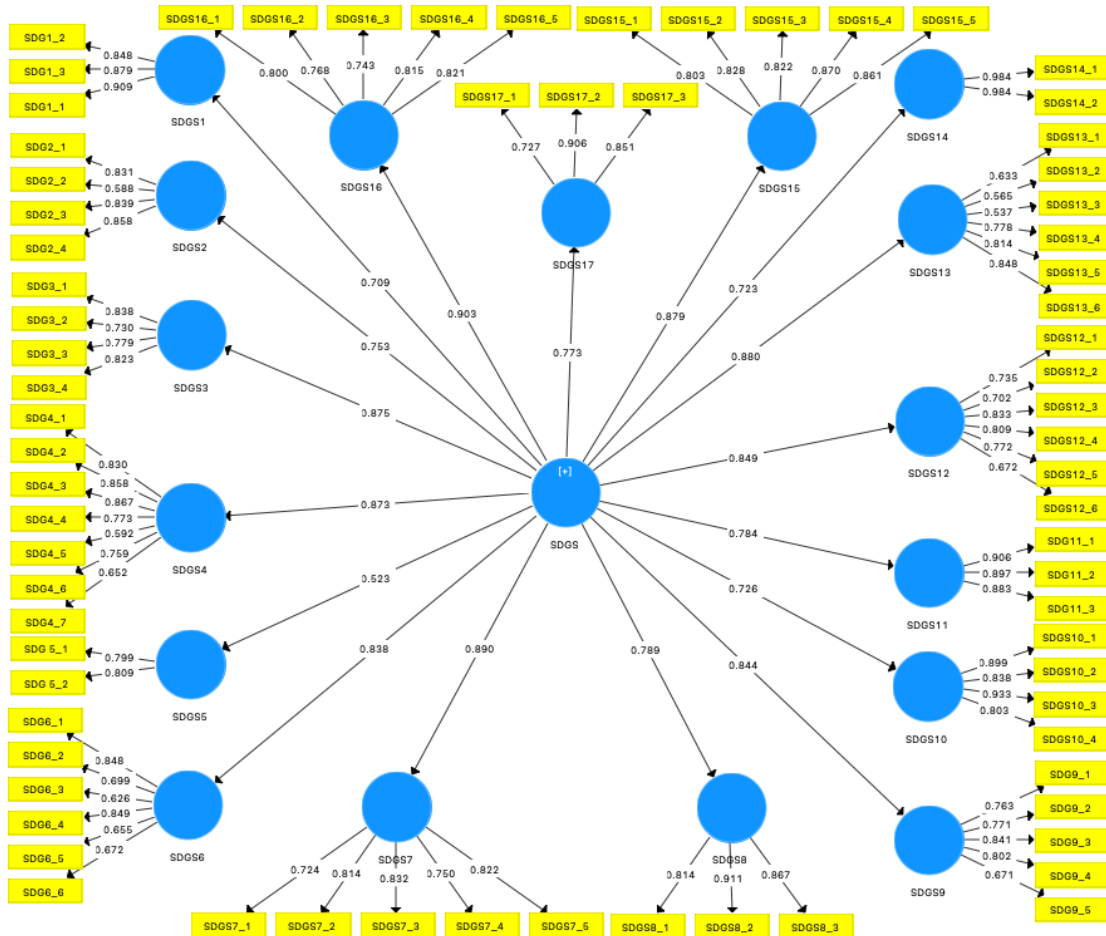 SDGS16_1 SDGS16_2 SDGS16_3 SDGS16_4 SDGS16_5
0.800 0.768 0.743 0.815 0.821
SDGS16
SDGS15_1 SDGS15_2 SDGS15_3 SDGS15_4 SDGS15_5
0.803 0.828 0.822 0.870 0.861
SDGS15
SDGS17_1 SDGS17_2 SDGS17_3
0.727 0.906 0.851
SDGS17
SDG1_2
SDG1_3
SDG1_1
0.848
0.879
0.909
SDGS1
SDG2_1
SDG2_2
SDG2_3
SDG2_4
0.831
0.588
0.839
0.858
SDGS2
SDG3_1
SDG3_2
SDG3_3
SDG3_4
0.838
0.730
0.779
0.823
SDGS3
SDG4_1
SDG4_2
SDG4_3
SDG4_4
SDG4_5
SDG4_6
SDG4_7
0.830
0.858
0.867
0.773
0.592
0.759
0.652
SDGS4
SDG 5_1
SDG 5_2
0.799
0.809
SDGS5
SDG6_1
SDG6_2
SDG6_3
SDG6_4
SDG6_5
SDG6_6
0.848
0.699
0.626
0.849
0.655
0.672
SDGS6
0.709
0.753
0.875
0.873
0.523
0.838
0.890
0.903
0.773
0.879
0.723
0.880
0.849
0.784
0.726
0.844
0.789
[+]
SDGS
SDGS14_1
SDGS14_2
0.984
0.984
SDGS14
SDGS13_1
SDGS13_2
SDGS13_3
SDGS13_4
SDGS13_5
SDGS13_6
0.633
0.565
0.537
0.778
0.814
0.848
SDGS13
SDGS12_1
SDGS12_2
SDGS12_3
SDGS12_4
SDGS12_5
SDGS12_6
0.735
0.702
0.833
0.809
0.772
0.672
SDGS12
SDG11_1
SDG11_2
SDG11_3
0.906
0.897
0.883
SDGS11
SDGS10_1
SDGS10_2
SDGS10_3
SDGS10_4
0.899
0.838
0.933
0.803
SDGS10
SDG9_1
SDG9_2
SDG9_3
SDG9_4
SDG9_5
0.763
0.771
0.841
0.802
0.671
SDGS9
SDGS7
0.724 0.814 0.832 0.750 0.822
SDGS7_1 SDGS7_2 SDGS7_3 SDGS7_4 SDGS7_5
SDGS8
0.814 0.911 0.867
SDGS8_1 SDGS8_2 SDGS8_3